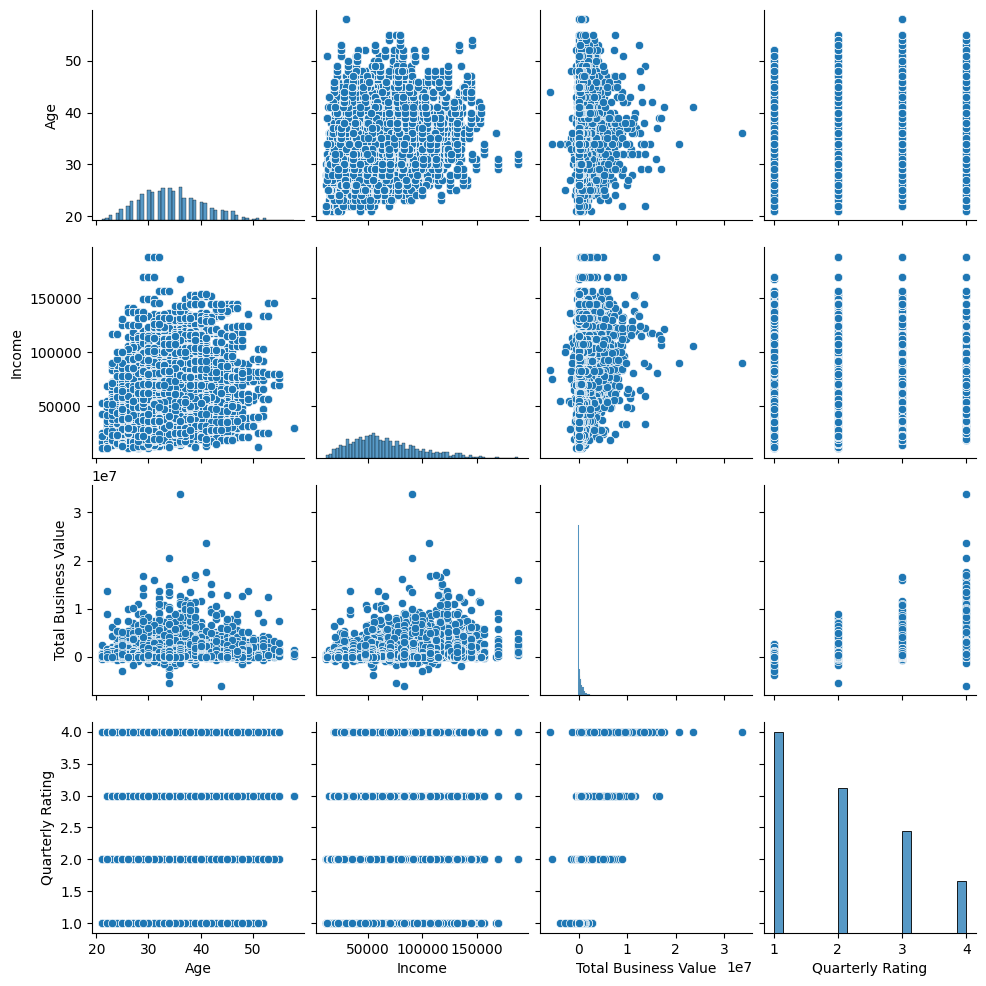 50
40
30
20
Age
150000
100000
50000
Income
1e7
3
2
1
0
Total Business Value
4.0
3.5
3.0
2.5
2.0
1.5
1.0
Quarterly Rating
20 30 40 50
Age
50000 100000 150000
Income
0 1 2 3
1e7
Total Business Value
1 2 3 4
Quarterly Rating